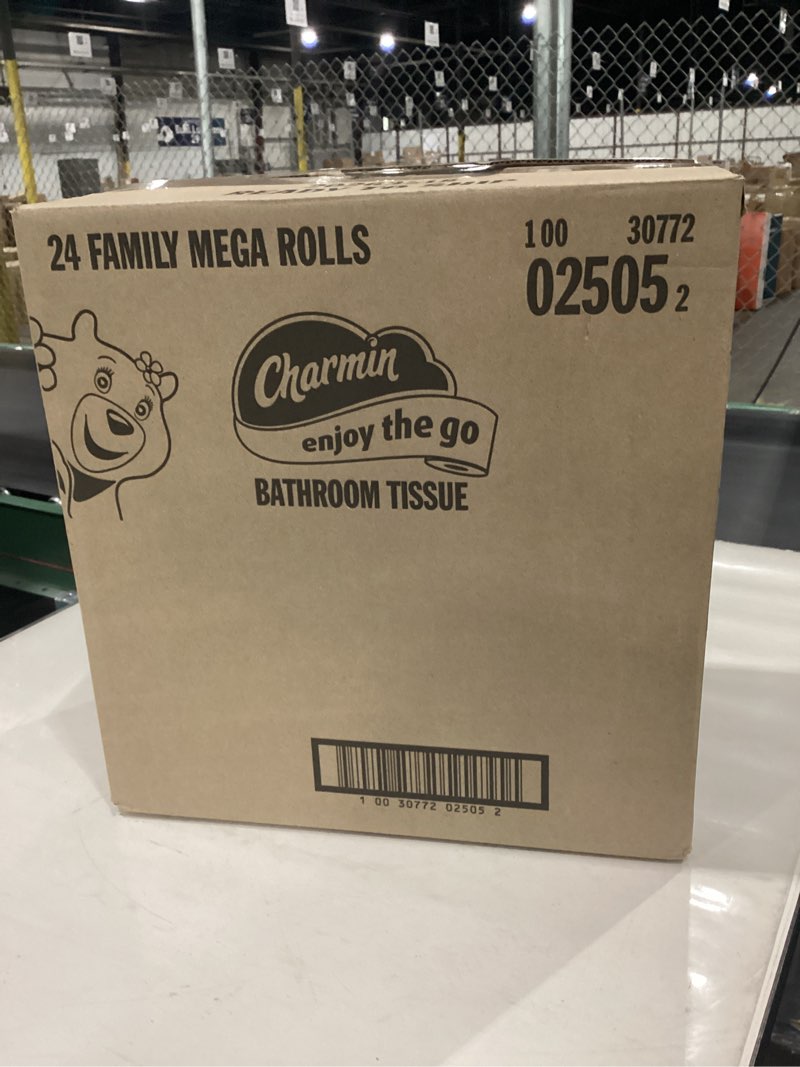 24 FAMILY MEGA ROLLS
1 00 30772
02505 2
Charmin
enjoy the go
BATHROOM TISSUE
1 00 30772 02505 2